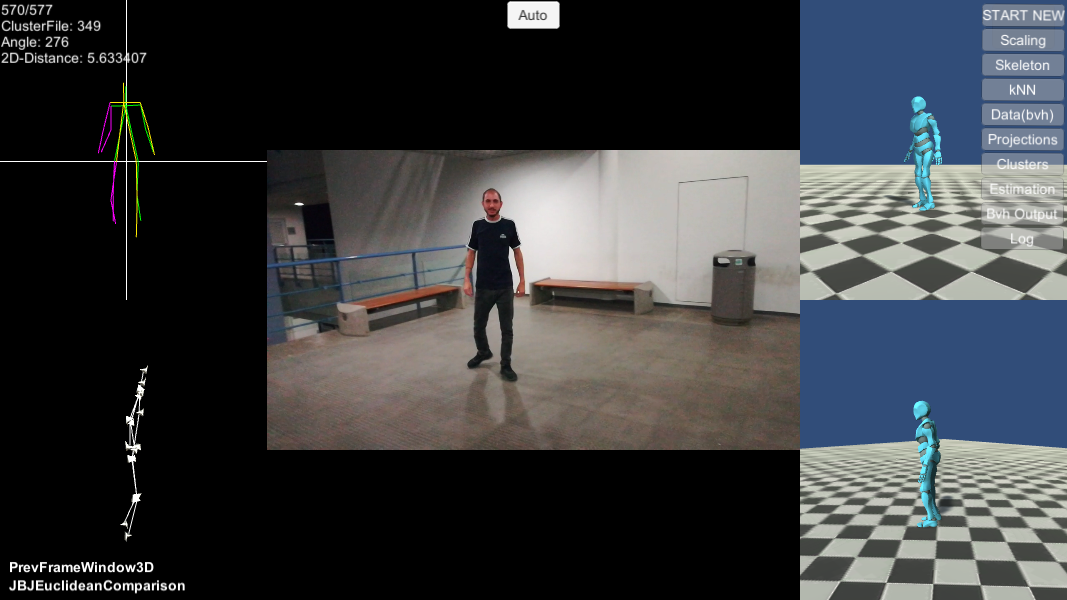 570/577
ClusterFile: 349
Angle: 276
2D-Distance: 5.633407
Auto
START NEW
Scaling
Skeleton
kNN
Data(bvh)
Projections
Clusters
Estimation
Bvh Output
Log
PrevFrameWindow3D
JBJEuclideanComparison